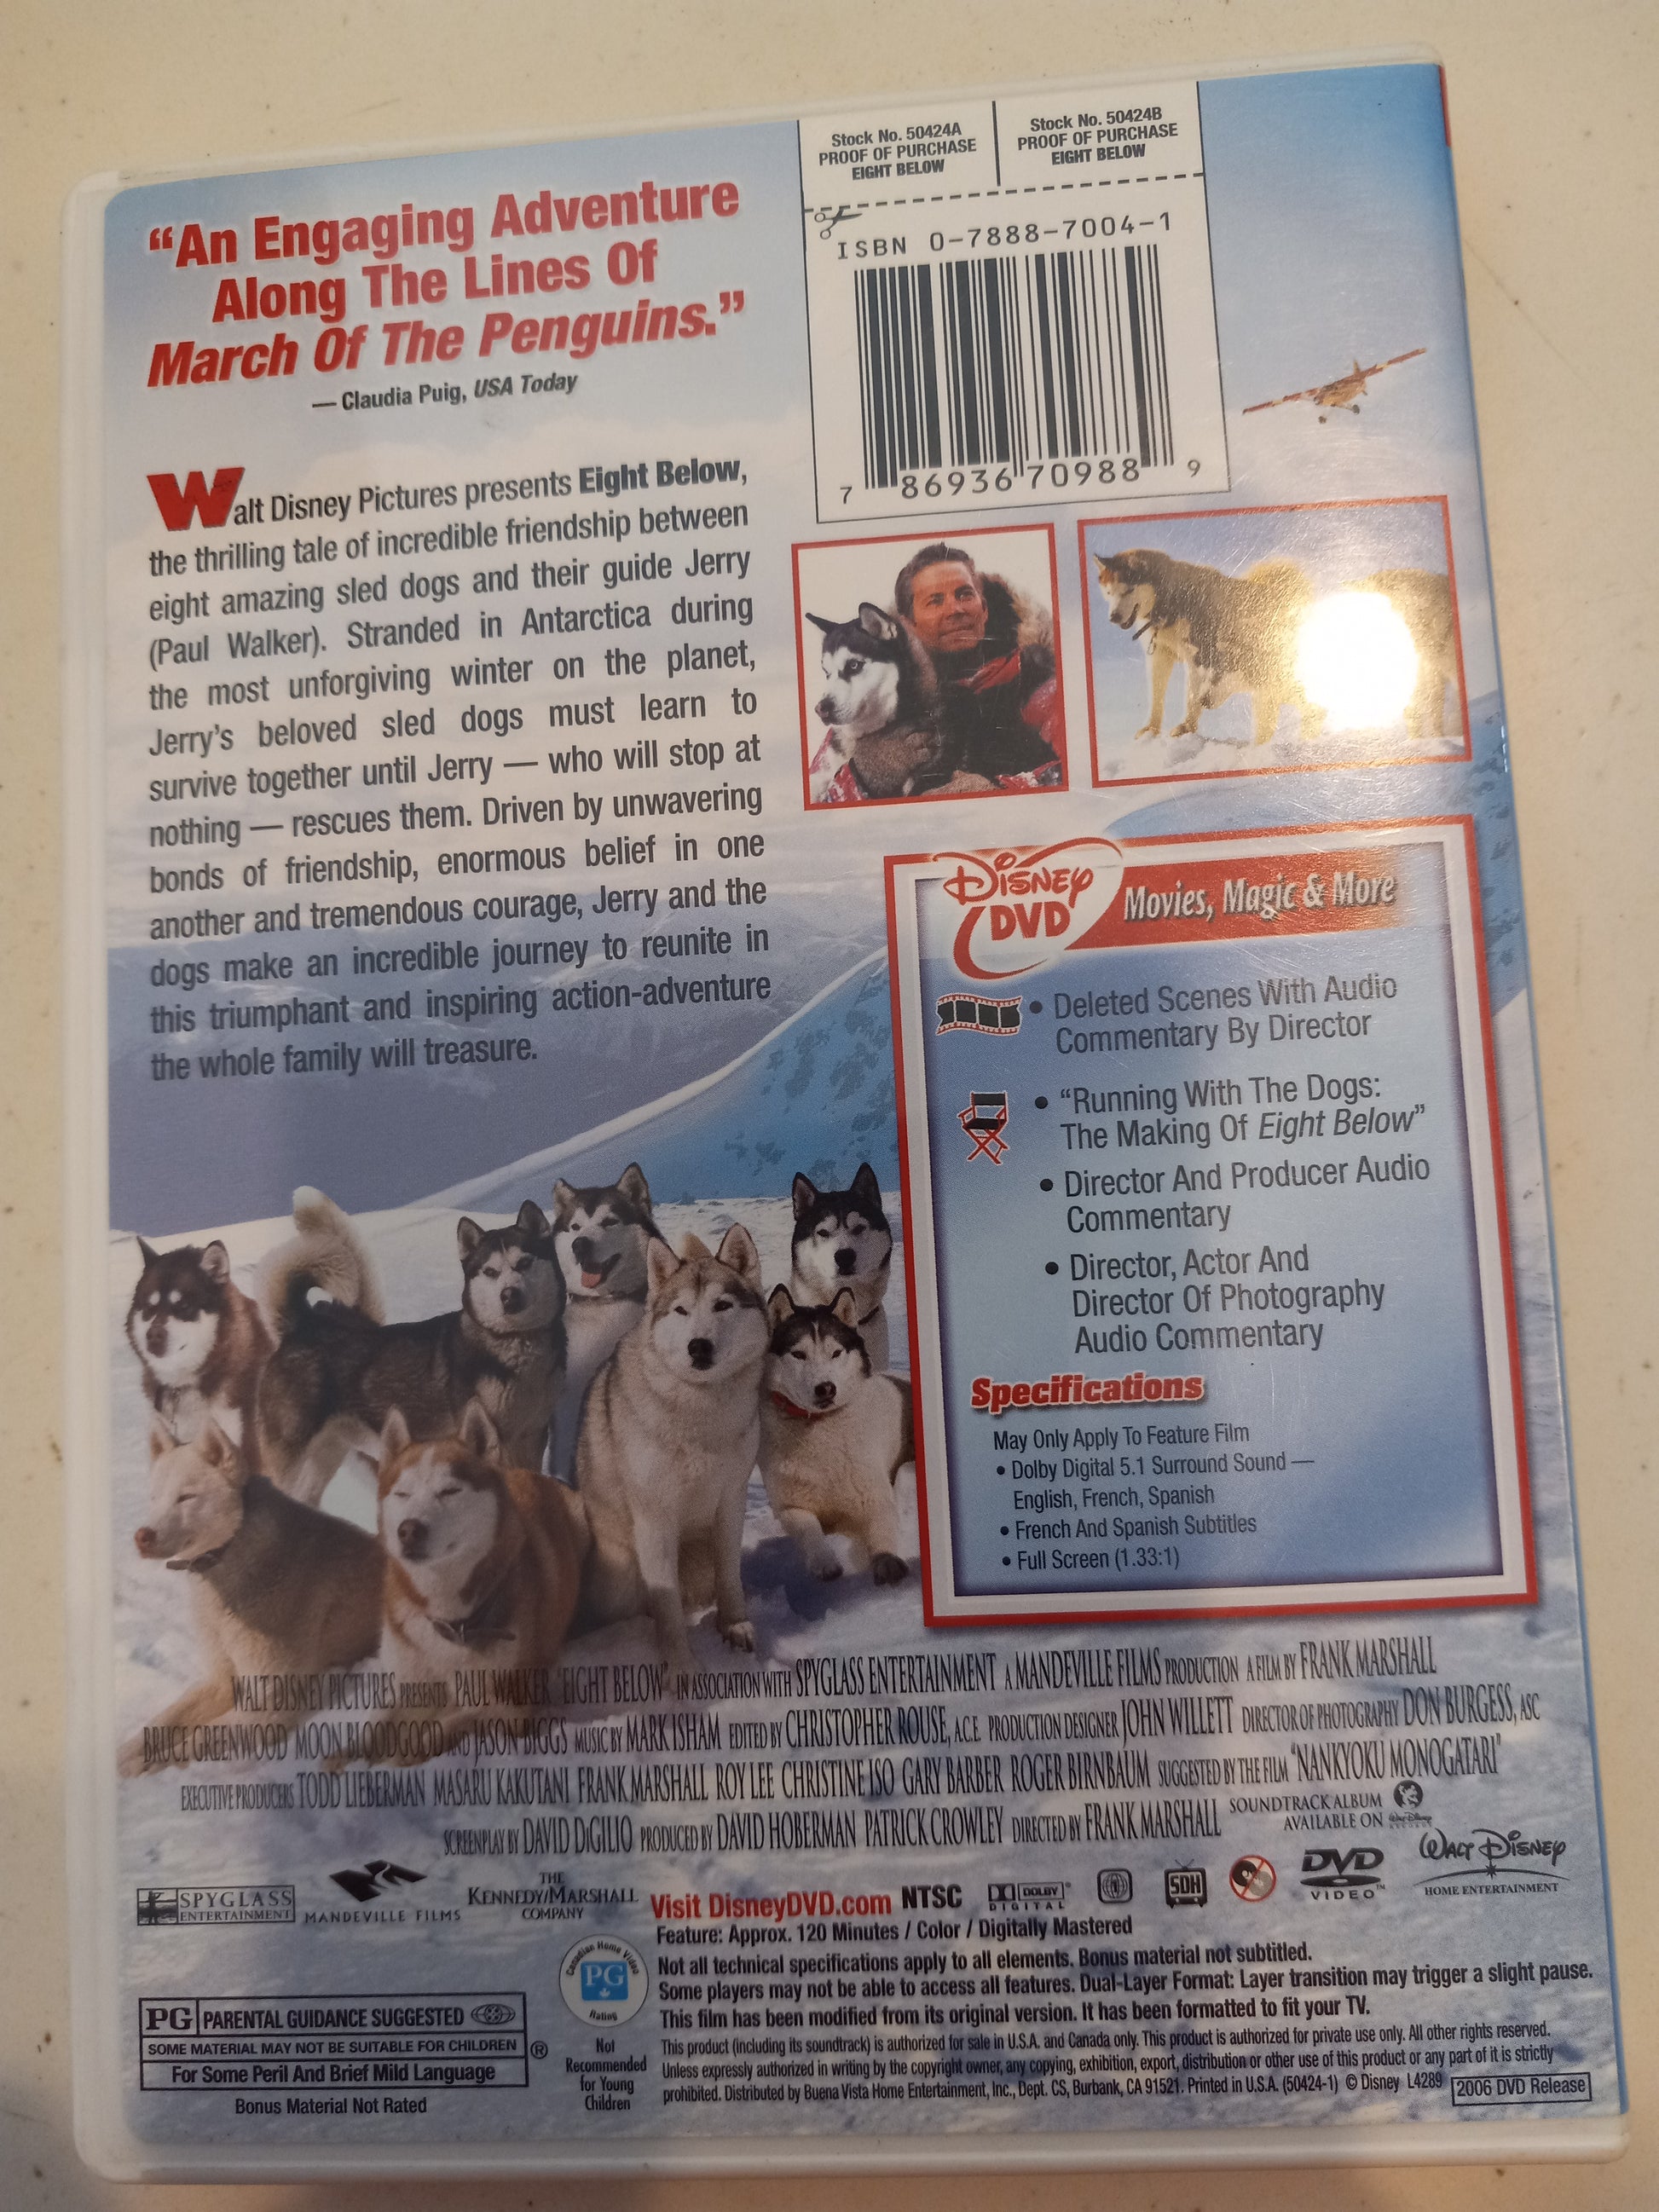 Stock No. 50424A
PROOF OF PURCHASE
EIGHT BELOW
Stock No. 50424B
PROOF OF PURCHASE
EIGHT BELOW
ISBN 0-7888-7004-1
7 86936 70988 9
“An Engaging Adventure
Along The Lines Of
March Of The Penguins.”
— Claudia Puig, USA Today
Walt Disney Pictures presents Eight Below,
the thrilling tale of incredible friendship between
eight amazing sled dogs and their guide Jerry
(Paul Walker). Stranded in Antarctica during
the most unforgiving winter on the planet,
Jerry’s beloved sled dogs must learn to
survive together until Jerry — who will stop at
nothing — rescues them. Driven by unwavering
bonds of friendship, enormous belief in one
another and tremendous courage, Jerry and the
dogs make an incredible journey to reunite in
this triumphant and inspiring action-adventure
the whole family will treasure.
Disney
DVD
Movies, Magic & More
• Deleted Scenes With Audio
Commentary By Director
• “Running With The Dogs:
The Making Of Eight Below”
• Director And Producer Audio
Commentary
• Director, Actor And
Director Of Photography
Audio Commentary
Specifications
May Only Apply To Feature Film
• Dolby Digital 5.1 Surround Sound —
English, French, Spanish
• French And Spanish Subtitles
• Full Screen (1.33:1)
WALT DISNEY PICTURES PRESENTS PAUL WALKER "EIGHT BELOW" IN ASSOCIATION WITH SPYGLASS ENTERTAINMENT A MANDEVILLE FILMS PRODUCTION A FILM BY FRANK MARSHALL
BRUCE GREENWOOD MOON BLOODGOOD AND JASON BIGGS MUSIC BY MARK ISHAM EDITED BY CHRISTOPHER ROUSE, A.C.E. PRODUCTION DESIGNER JOHN WILLETT DIRECTOR OF PHOTOGRAPHY DON BURGESS, ASC
EXECUTIVE PRODUCERS TODD LIEBERMAN MASARU KAKUTANI FRANK MARSHALL ROY LEE CHRISTINE ISO GARY BARBER ROGER BIRNBAUM SUGGESTED BY THE FILM "NANKYOKU MONOGATARI"
SCREENPLAY BY DAVID DiGILIO PRODUCED BY DAVID HOBERMAN PATRICK CROWLEY DIRECTED BY FRANK MARSHALL
SOUNDTRACK ALBUM
AVAILABLE ON
SPYGLASS
ENTERTAINMENT
MANDEVILLE FILMS
THE
KENNEDY/MARSHALL
COMPANY
Visit DisneyDVD.com NTSC
DOLBY
DIGITAL
SDH
DVD
VIDEO™
WALT DISNEY
HOME ENTERTAINMENT
Feature: Approx. 120 Minutes / Color / Digitally Mastered
Not all technical specifications apply to all elements. Bonus material not subtitled.
Some players may not be able to access all features. Dual-Layer Format: Layer transition may trigger a slight pause.
This film has been modified from its original version. It has been formatted to fit your TV.
This product (including its soundtrack) is authorized for sale in U.S.A. and Canada only. This product is authorized for private use only. All other rights reserved.
Unless expressly authorized in writing by the copyright owner, any copying, exhibition, export, distribution or other use of this product or any part of it is strictly
prohibited. Distributed by Buena Vista Home Entertainment, Inc., Dept. CS, Burbank, CA 91521. Printed in U.S.A. (50424-1) © Disney L4289
2006 DVD Release
Canadian Home Video
PG
Rating
Not
Recommended
for Young
Children
PG PARENTAL GUIDANCE SUGGESTED
SOME MATERIAL MAY NOT BE SUITABLE FOR CHILDREN ®
For Some Peril And Brief Mild Language
Bonus Material Not Rated